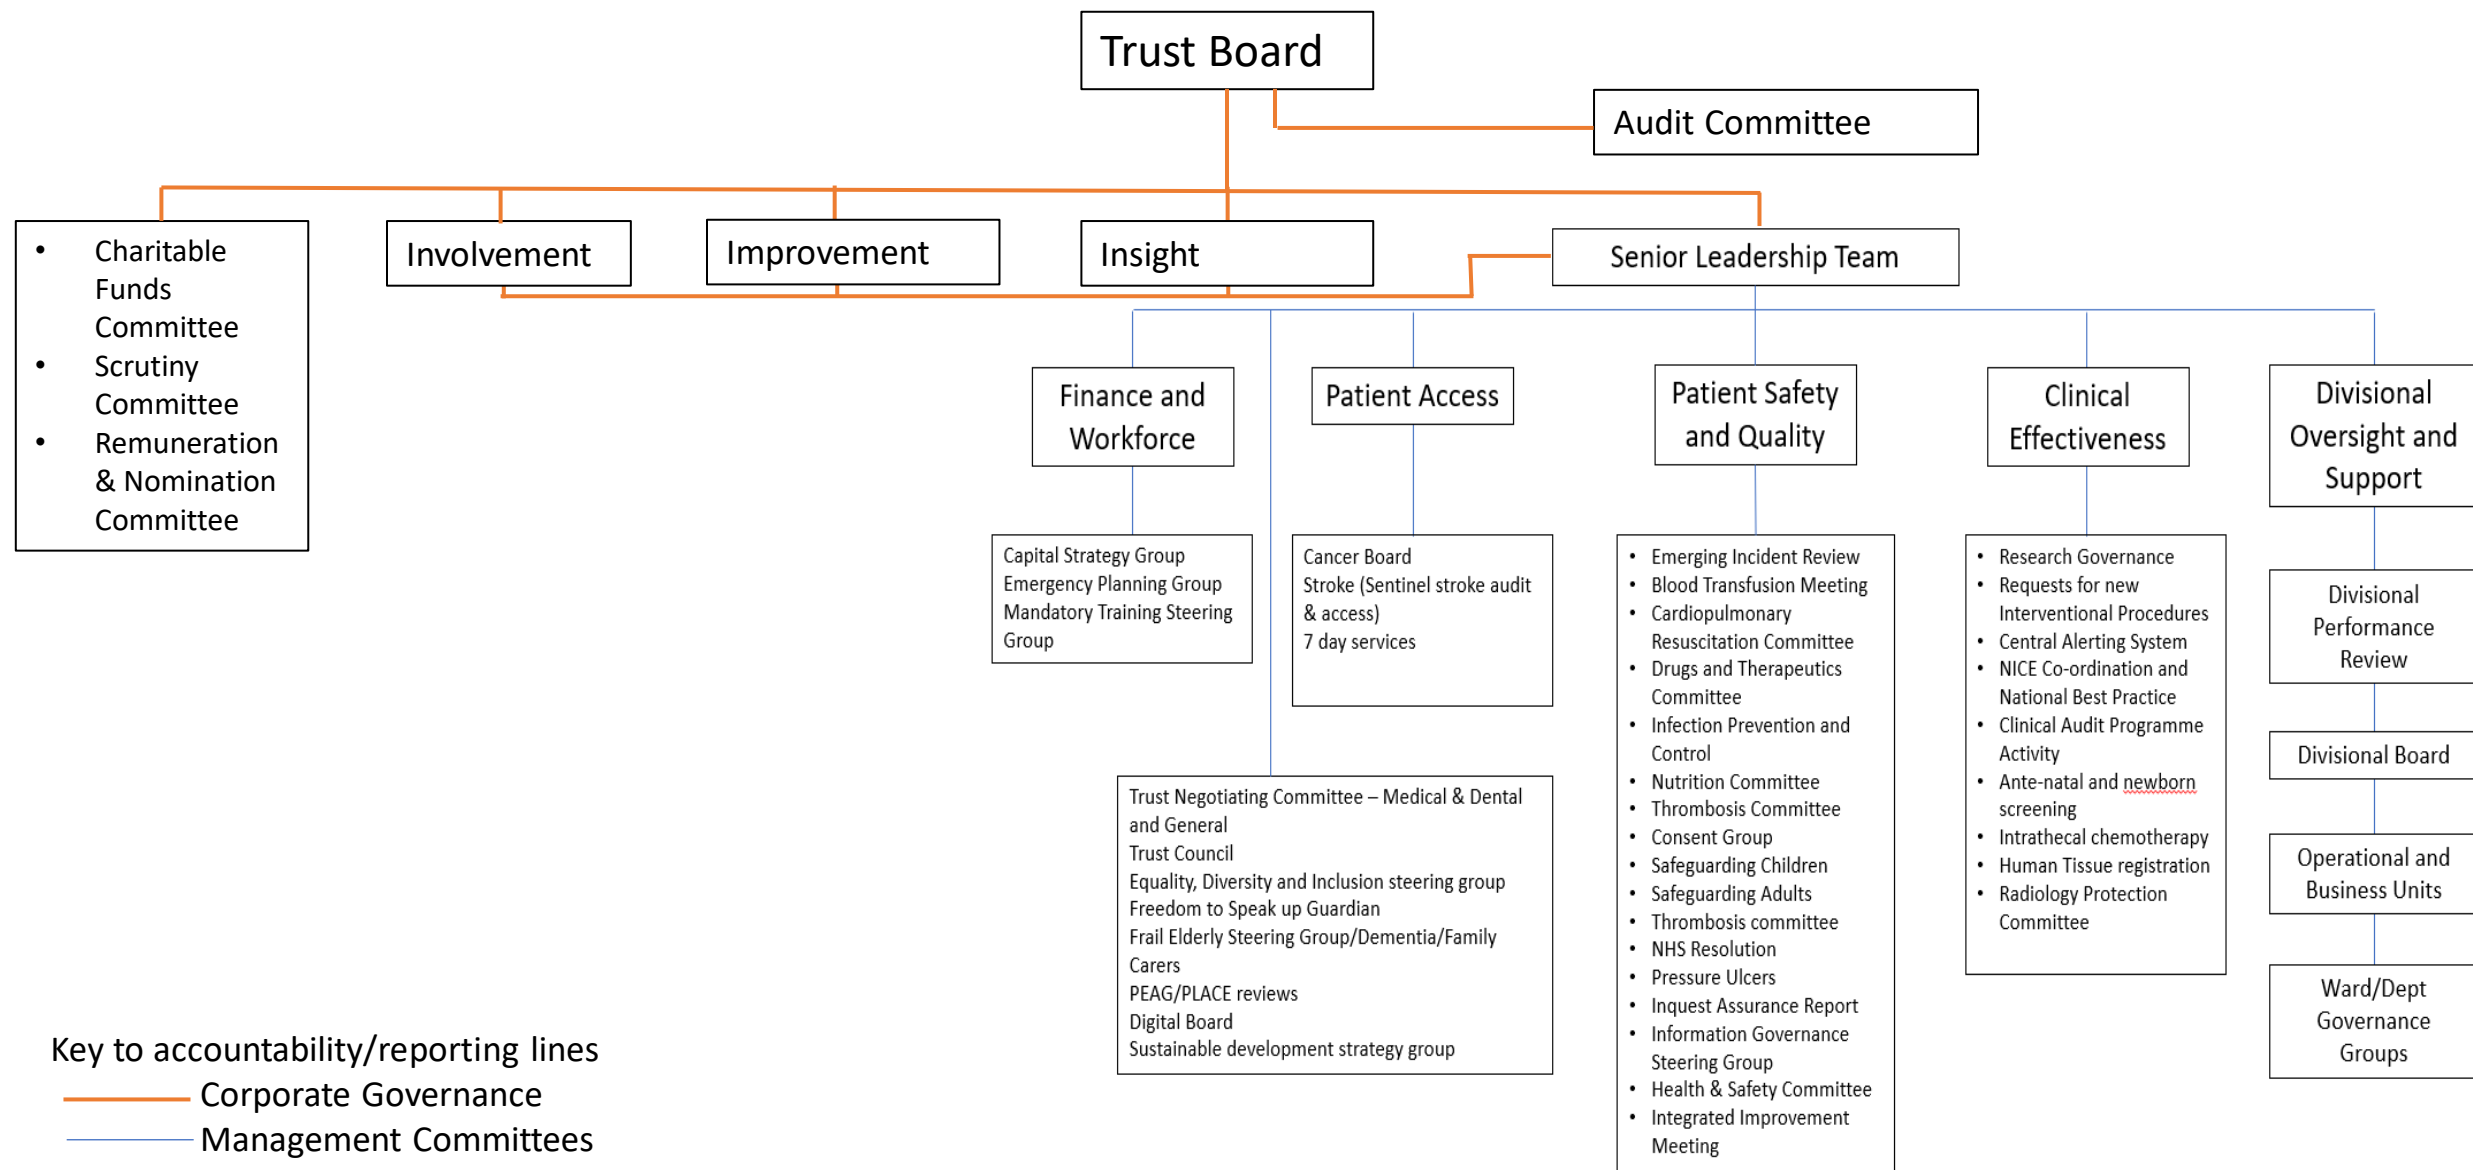 Trust Board
Audit Committee
• Charitable
Funds
Committee
• Scrutiny
Committee
• Remuneration
& Nomination
Committee
Involvement
Improvement
Insight
Senior Leadership Team
Finance and
Workforce
Patient Access
Patient Safety
and Quality
Clinical
Effectiveness
Divisional
Oversight and
Support
Capital Strategy Group
Emergency Planning Group
Mandatory Training Steering
Group
Cancer Board
Stroke (Sentinel stroke audit
& access)
7 day services
Trust Negotiating Committee – Medical & Dental
and General
Trust Council
Equality, Diversity and Inclusion steering group
Freedom to Speak up Guardian
Frail Elderly Steering Group/Dementia/Family
Carers
PEAG/PLACE reviews
Digital Board
Sustainable development strategy group
• Emerging Incident Review
• Blood Transfusion Meeting
• Cardiopulmonary
Resuscitation Committee
• Drugs and Therapeutics
Committee
• Infection Prevention and
Control
• Nutrition Committee
• Thrombosis Committee
• Consent Group
• Safeguarding Children
• Safeguarding Adults
• Thrombosis committee
• NHS Resolution
• Pressure Ulcers
• Inquest Assurance Report
• Information Governance
Steering Group
• Health & Safety Committee
• Integrated Improvement
Meeting
• Research Governance
• Requests for new
Interventional Procedures
• Central Alerting System
• NICE Co-ordination and
National Best Practice
• Clinical Audit Programme
Activity
• Ante-natal and newborn
screening
• Intrathecal chemotherapy
• Human Tissue registration
• Radiology Protection
Committee
Divisional
Performance
Review
Divisional Board
Operational and
Business Units
Ward/Dept
Governance
Groups
Key to accountability/reporting lines
Corporate Governance
Management Committees